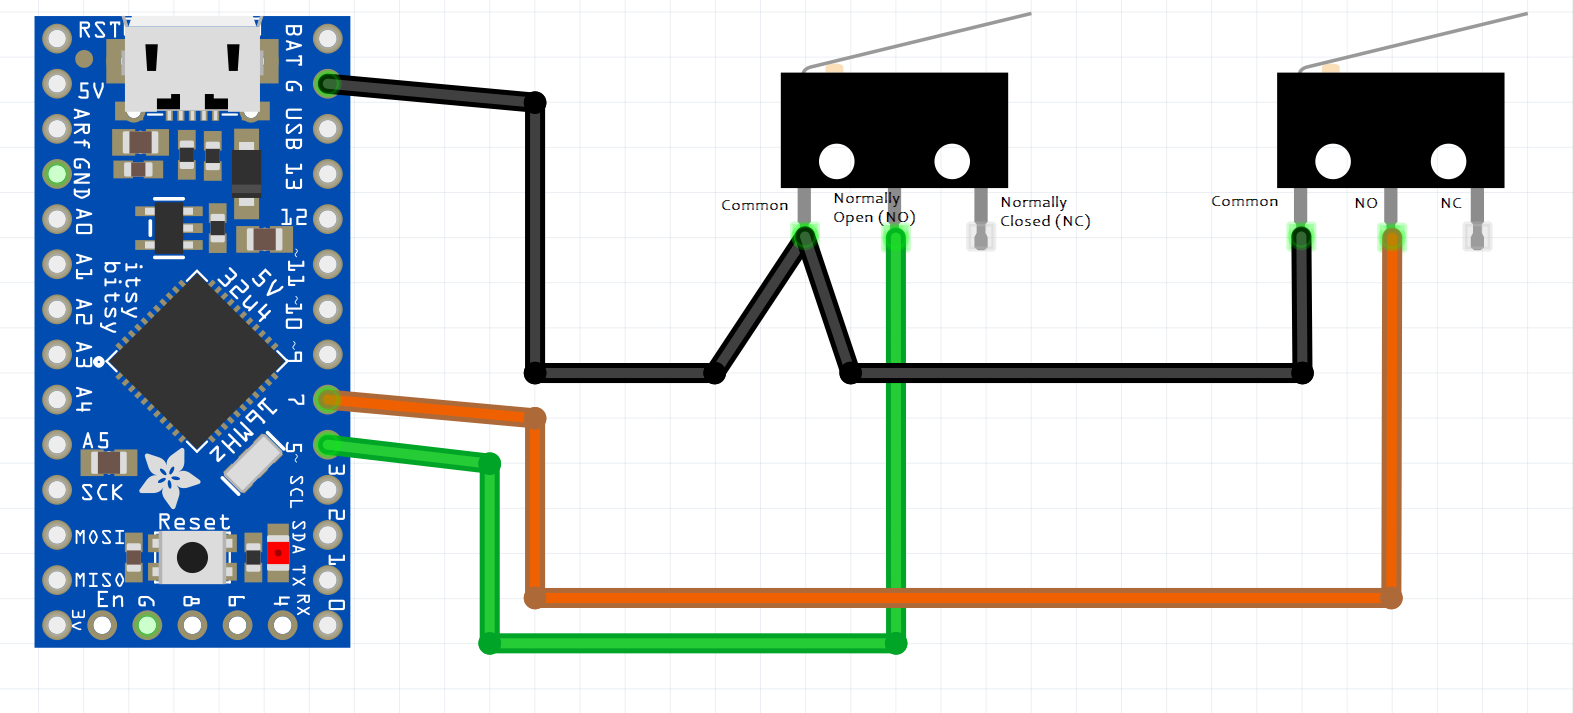 RST
5V
ARf
GND
A0
A1
A2
A3
A4
A5
SCK
MOSI
MISO
3v
BAT
G
USB
13
12
~11
~10
~9
7
5~
SCL
SDA
TX
RX
3
2
1
0
itsy
bitsy
5V
32u4
16MHz
Reset
En
G
8
6
4
Common
Normally
Open (NO)
Normally
Closed (NC)
Common
NO
NC